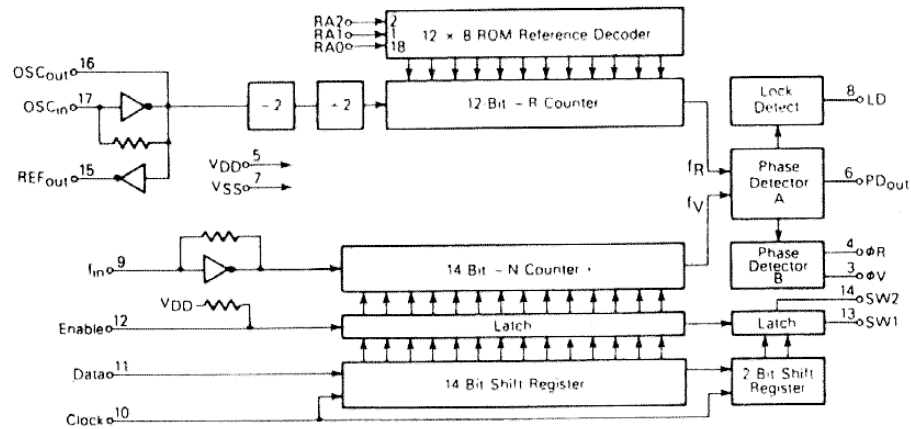 RA2 2
RA1 1
RA0 18
12 × 8 ROM Reference Decoder
OSCout 16
OSCin 17
÷ 2
÷ 2
12-Bit ÷ R Counter
Lock Detect
8 LD
REFout 15
VDD 5
VSS 7
fR
fV
Phase Detector A
6 PDout
fin 9
14 Bit ÷ N Counter
Phase Detector B
4 ϕR
3 ϕV
VDD
Enable 12
Latch
Latch
14 SW2
13 SW1
Data 11
14 Bit Shift Register
2 Bit Shift Register
Clock 10